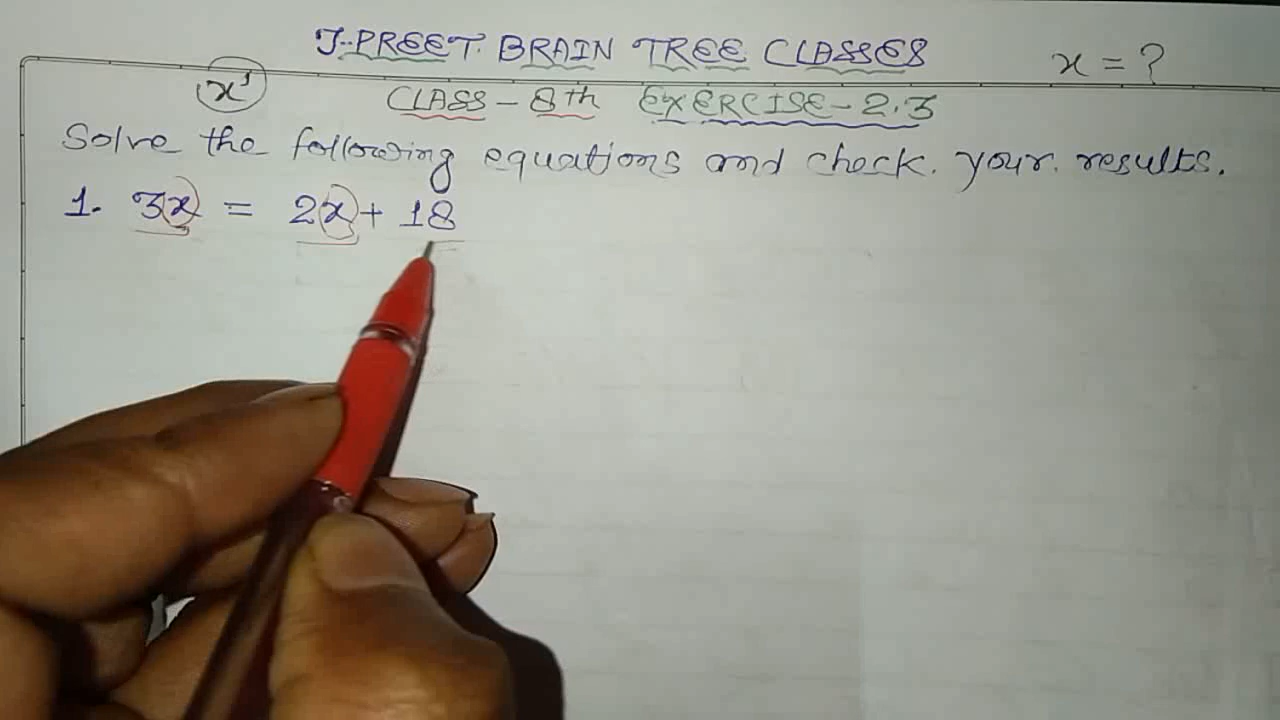 J-PREET BRAIN TREE CLASSES
x = ?
x¹
CLASS - 8th EXERCISE - 2.3
Solve the following equations and check. your. results.
1. 3x = 2x + 18